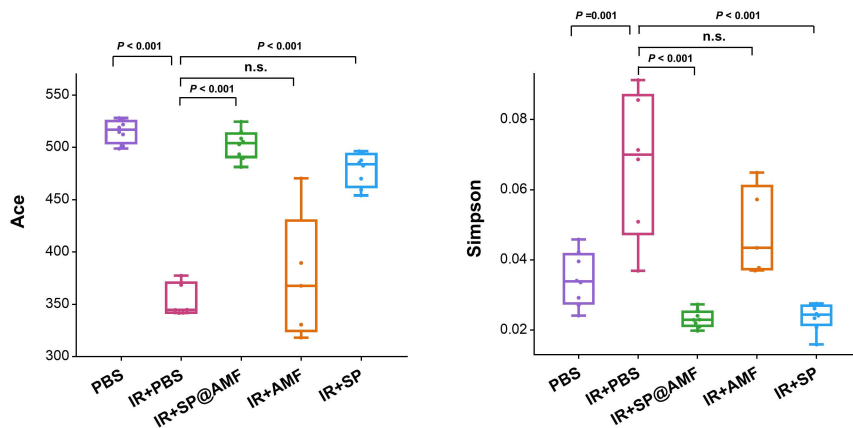 P < 0.001
P < 0.001
n.s.
P < 0.001
Ace
550
500
450
400
350
300
PBS
IR+PBS
IR+SP@AMF
IR+AMF
IR+SP
P =0.001
P < 0.001
n.s.
P < 0.001
Simpson
0.08
0.06
0.04
0.02
PBS
IR+PBS
IR+SP@AMF
IR+AMF
IR+SP